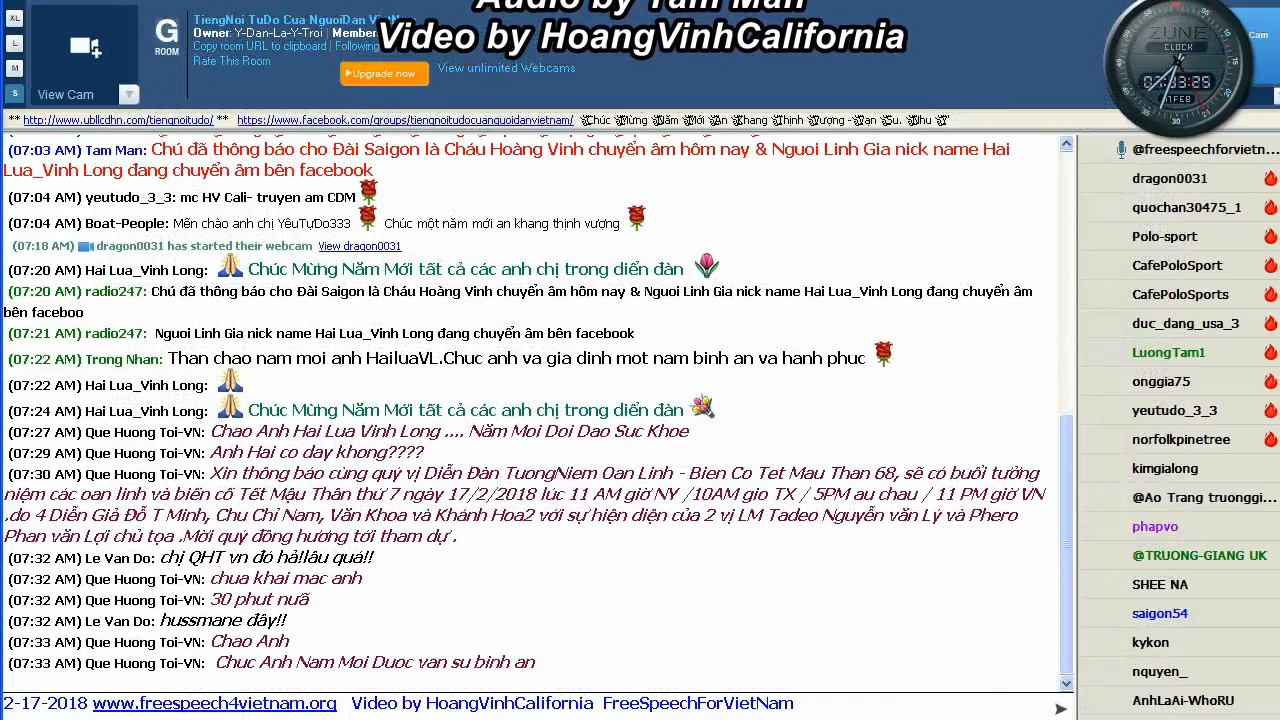 Audio by Tam Man
Video by HoangVinhCalifornia
XL
L
M
S
View Cam
G
ROOM
TiengNoi TuDo Cua NguoiDan VietNam
Owner: Y-Dan-La-Y-Troi | Members
Copy room URL to clipboard | Following
Rate This Room
Upgrade now
View unlimited Webcams
ZUNE
CLOCK
07:33:25
Cam
** http://www.ubllcdhn.com/tiengnoitudo/ ** https://www.facebook.com/groups/tiengnoitudocuanguoidanvietnam/
(07:03 AM) Tam Man: Chú đã thông báo cho Đài Saigon là Cháu Hoàng Vinh chuyển âm hôm nay & Nguoi Linh Gia nick name Hai
Lua_Vinh Long đang chuyển âm bên facebook
(07:04 AM) yeutudo_3_3: mc HV Cali- truyen am CDM
(07:04 AM) Boat-People: Mến chào anh chị YêuTựDo333 Chúc một năm mới an khang thịnh vượng
(07:18 AM) dragon0031 has started their webcam View dragon0031
(07:20 AM) Hai Lua_Vinh Long: Chúc Mừng Năm Mới tất cả các anh chị trong diển đàn
(07:20 AM) radio247: Chú đã thông báo cho Đài Saigon là Cháu Hoàng Vinh chuyển âm hôm nay & Nguoi Linh Gia nick name Hai Lua_Vinh Long đang chuyển âm
bên faceboo
(07:21 AM) radio247: Nguoi Linh Gia nick name Hai Lua_Vinh Long đang chuyển âm bên facebook
(07:22 AM) Trong Nhan: Than chao nam moi anh HailuaVL.Chuc anh va gia dinh mot nam binh an va hanh phuc
(07:22 AM) Hai Lua_Vinh Long:
(07:24 AM) Hai Lua_Vinh Long: Chúc Mừng Năm Mới tất cả các anh chị trong diển đàn
(07:27 AM) Que Huong Toi-VN: Chao Anh Hai Lua Vinh Long .... Năm Moi Doi Dao Suc Khoe
(07:29 AM) Que Huong Toi-VN: Anh Hai co day khong????
(07:30 AM) Que Huong Toi-VN: Xin thông báo cùng quý vị Diễn Đàn TuongNiem Oan Linh - Bien Co Tet Mau Than 68, sẽ có buổi tưởng
niệm các oan linh và biến cố Tết Mậu Thân thứ 7 ngày 17/2/2018 lúc 11 AM giờ NY /10AM gio TX / 5PM au chau / 11 PM giờ VN
.do 4 Diễn Giả Đỗ T Minh, Chu Chỉ Nam, Văn Khoa và Khánh Hoa2 với sự hiện diện của 2 vị LM Tadeo Nguyễn văn Lý và Phero
Phan văn Lợi chủ tọa .Mời quý đồng hương tới tham dự .
(07:32 AM) Le Van Do: chị QHT vn đó hả!lâu quá!!
(07:32 AM) Que Huong Toi-VN: chua khai mac anh
(07:32 AM) Que Huong Toi-VN: 30 phut nưã
(07:32 AM) Le Van Do: hussmane đây!!
(07:33 AM) Que Huong Toi-VN: Chao Anh
(07:33 AM) Que Huong Toi-VN: Chuc Anh Nam Moi Duoc van su binh an
@freespeechforvietn...
dragon0031
quochan30475_1
Polo-sport
CafePoloSport
CafePoloSports
duc_dang_usa_3
LuongTam1
onggia75
yeutudo_3_3
norfolkpinetree
kimgialong
@Ao Trang truonggi...
phapvo
@TRUONG-GIANG UK
SHEE NA
saigon54
kykon
nquyen_
AnhLaAi-WhoRU
2-17-2018 www.freespeech4vietnam.org Video by HoangVinhCalifornia FreeSpeechForVietNam